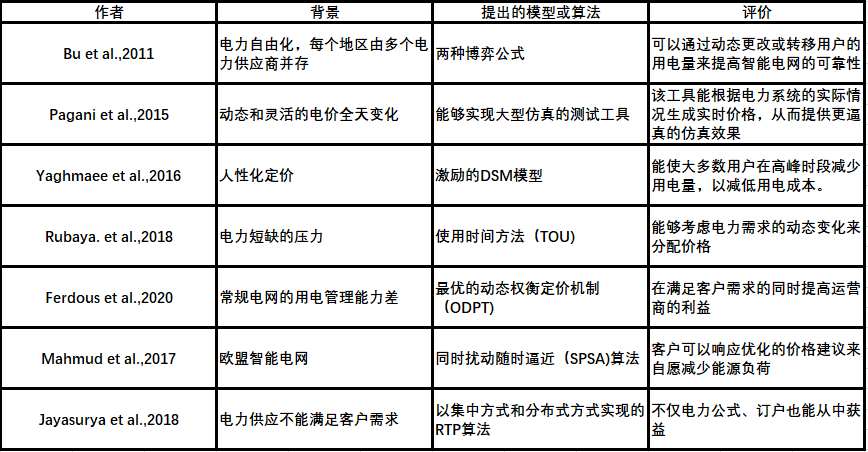 作者 背景 提出的模型或算法 评价
Bu et al.,2011
电力自由化，每个地区由多个电
力供应商并存
两种博弈公式
可以通过动态更改或转移用户的
用电量来提高智能电网的可靠性
Pagani et al.,2015
动态和灵活的电价全天变化
能够实现大型仿真的测试工具
该工具能根据电力系统的实际情
况生成实时价格，从而提供更逼
真的仿真效果
Yaghmaee et al.,2016
人性化定价
激励的DSM模型
能使大多数用户在高峰时段减少
用电量，以减低用电成本。
Rubaya. et al.,2018
电力短缺的压力
使用时间方法（TOU)
能够考虑电力需求的动态变化来
分配价格
Ferdous et al.,2020
常规电网的用电管理能力差
最优的动态权衡定价机制
（ODPT)
在满足客户需求的同时提高运营
商的利益
Mahmud et al.,2017
欧盟智能电网
同时扰动随时逼近（SPSA)算法
客户可以响应优化的价格建议来
自愿减少能源负荷
Jayasurya et al.,2018
电力供应不能满足客户需求
以集中方式和分布式方式实现的
RTP算法
不仅电力公式、订户也能从中获
益